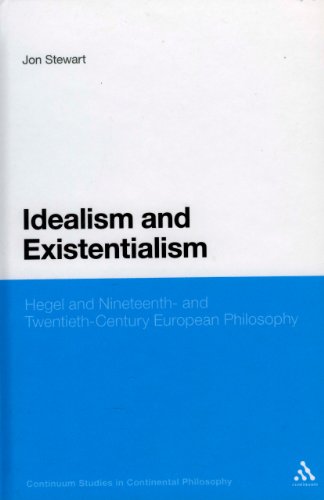 Jon Stewart
Idealism and
Existentialism
Hegel and Nineteenth- and
Twentieth-Century European Philosophy
Continuum Studies in Continental Philosophy
continuum